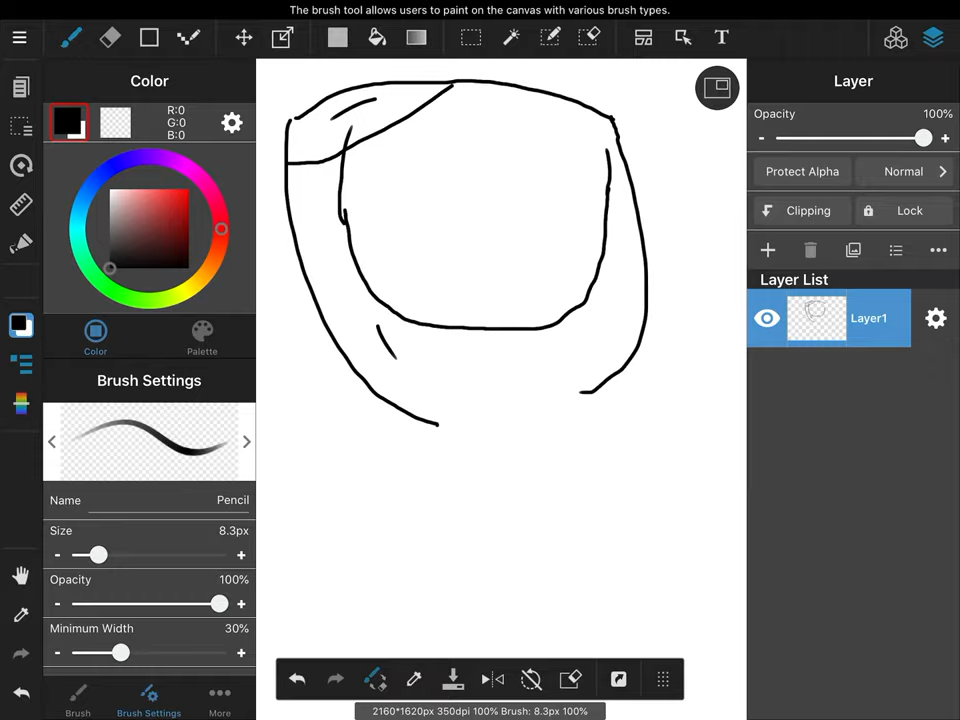 The brush tool allows users to paint on the canvas with various brush types.
T
Color
R:0
G:0
B:0
Color
Palette
Brush Settings
Name Pencil
Size 8.3px
- +
Opacity 100%
- +
Minimum Width 30%
- +
Brush
Brush Settings
More
2160*1620px 350dpi 100% Brush: 8.3px 100%
Layer
Opacity 100%
- +
Protect Alpha
Normal
Clipping
Lock
Layer List
Layer1